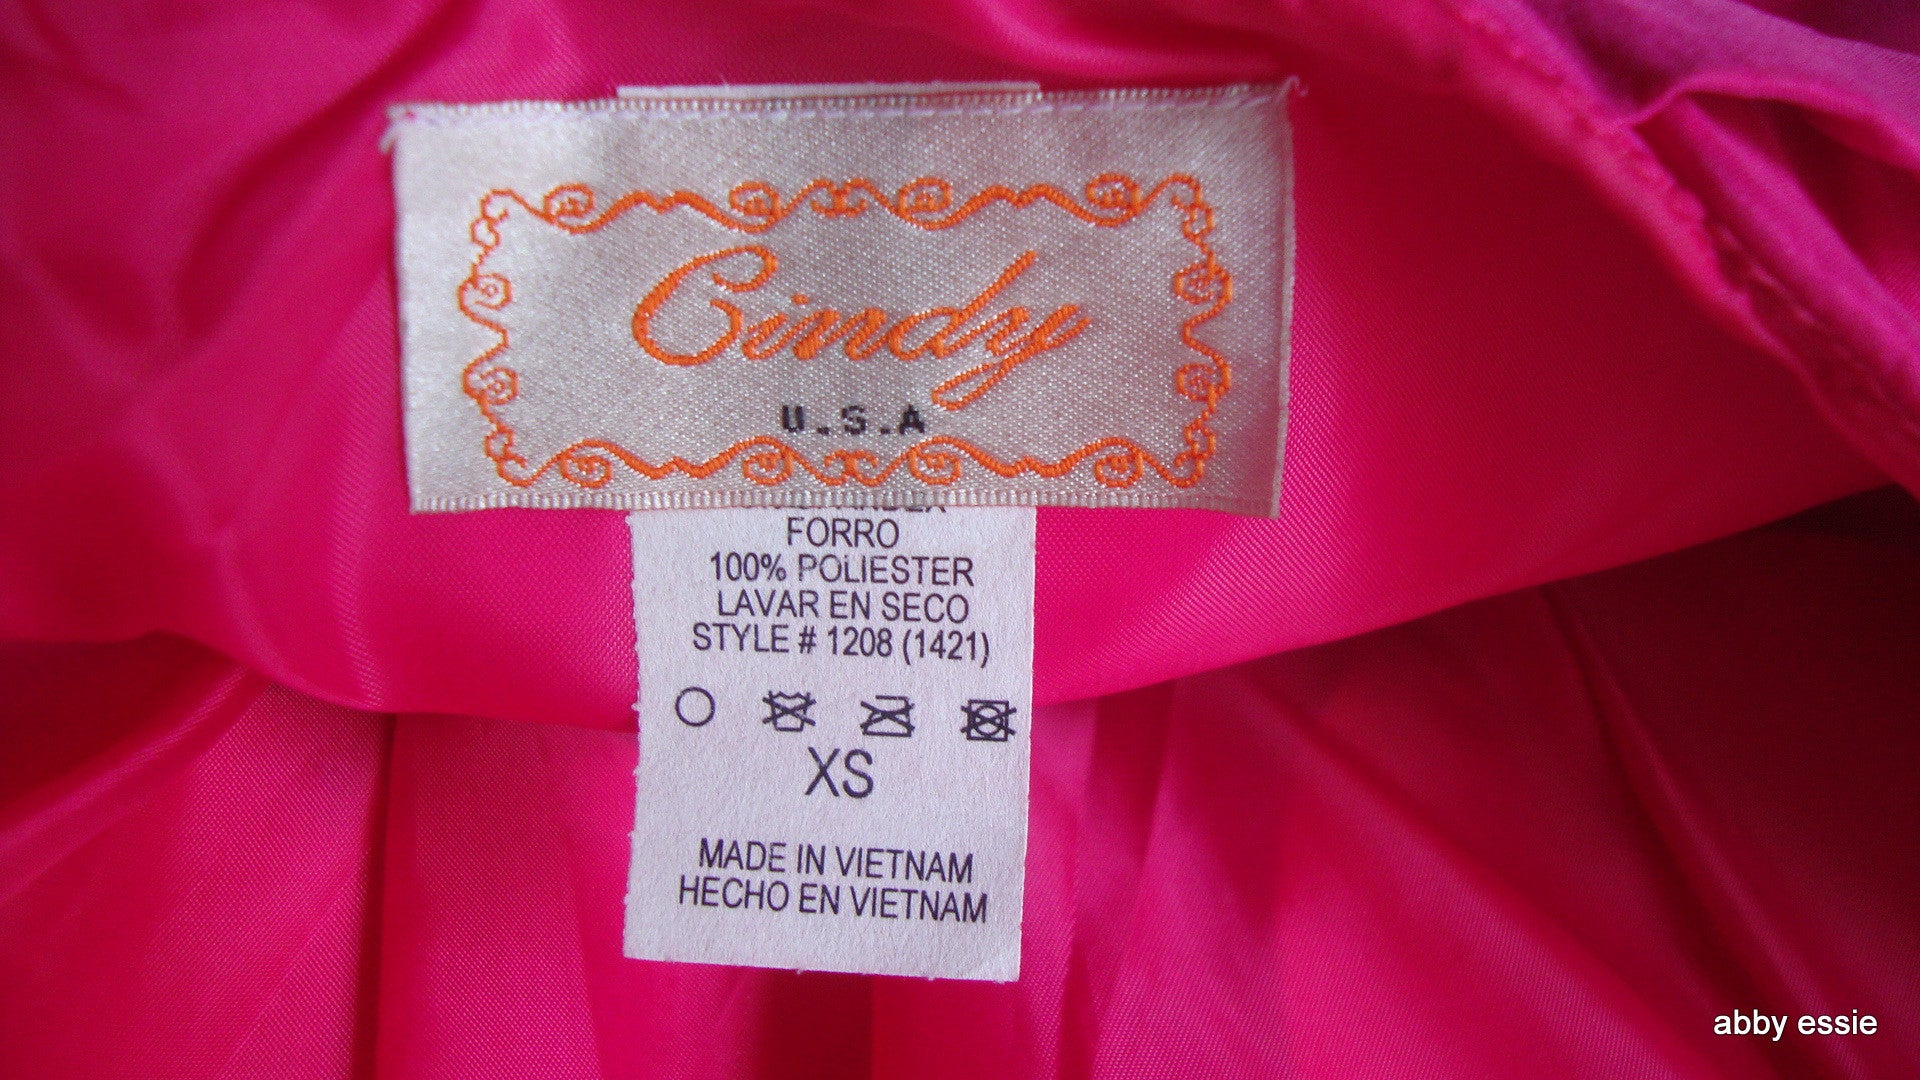 Cindy
U.S.A
FORRO
100% POLIESTER
LAVAR EN SECO
STYLE # 1208 (1421)
XS
MADE IN VIETNAM
HECHO EN VIETNAM
abby essie